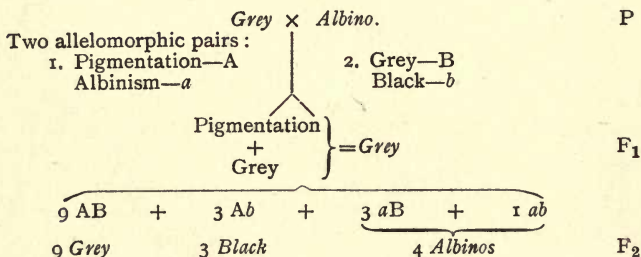 Grey × Albino. P
Two allelomorphic pairs :
1. Pigmentation—A 2. Grey—B
Albinism—a Black—b
Pigmentation
+ } =Grey F1
Grey
9 AB + 3 Ab + 3 aB + 1 ab
9 Grey 3 Black 4 Albinos F2